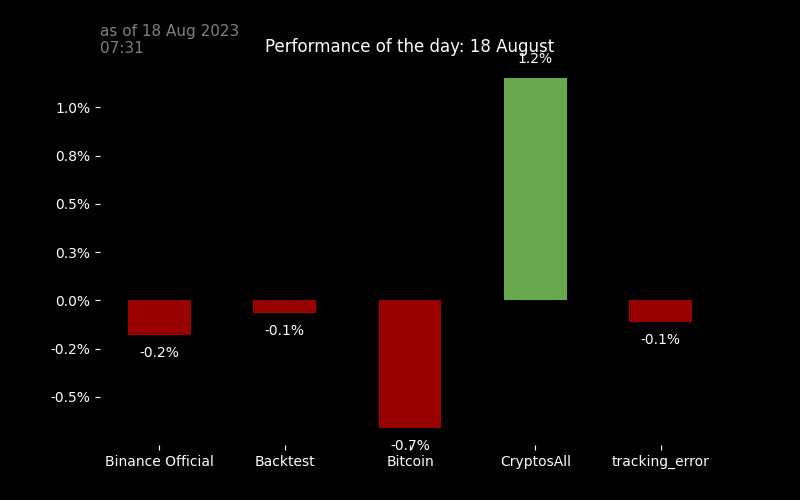 as of 18 Aug 2023
07:31
Performance of the day: 18 August
1.2%
1.0%
0.8%
0.5%
0.3%
0.0%
-0.2%
-0.5%
-0.2%
-0.1%
-0.7%
-0.1%
Binance Official
Backtest
Bitcoin
CryptosAll
tracking_error